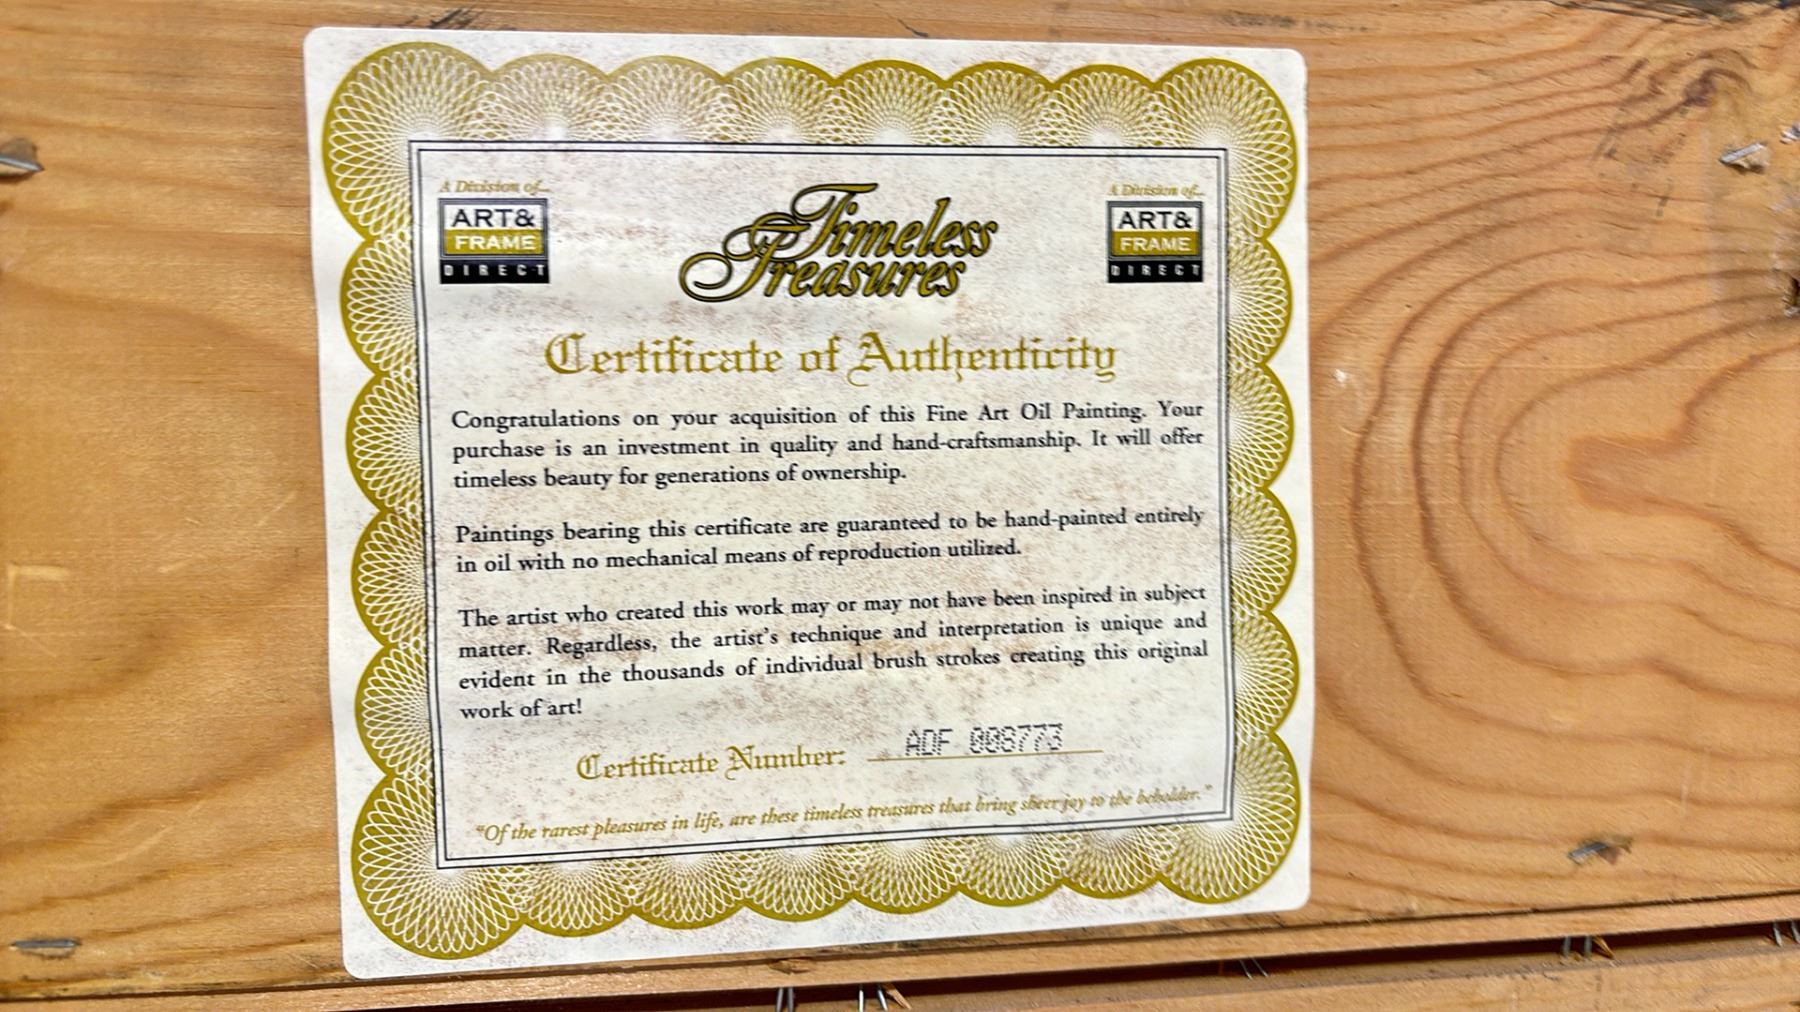 A Division of...
ART&
FRAME
DIRECT
Timeless
Treasures
A Division of...
ART&
FRAME
DIRECT
Certificate of Authenticity
Congratulations on your acquisition of this Fine Art Oil Painting. Your
purchase is an investment in quality and hand-craftsmanship. It will offer
timeless beauty for generations of ownership.
Paintings bearing this certificate are guaranteed to be hand-painted entirely
in oil with no mechanical means of reproduction utilized.
The artist who created this work may or may not have been inspired in subject
matter. Regardless, the artist's technique and interpretation is unique and
evident in the thousands of individual brush strokes creating this original
work of art!
Certificate Number: ADF 008773
"Of the rarest pleasures in life, are these timeless treasures that bring sheer joy to the beholder."